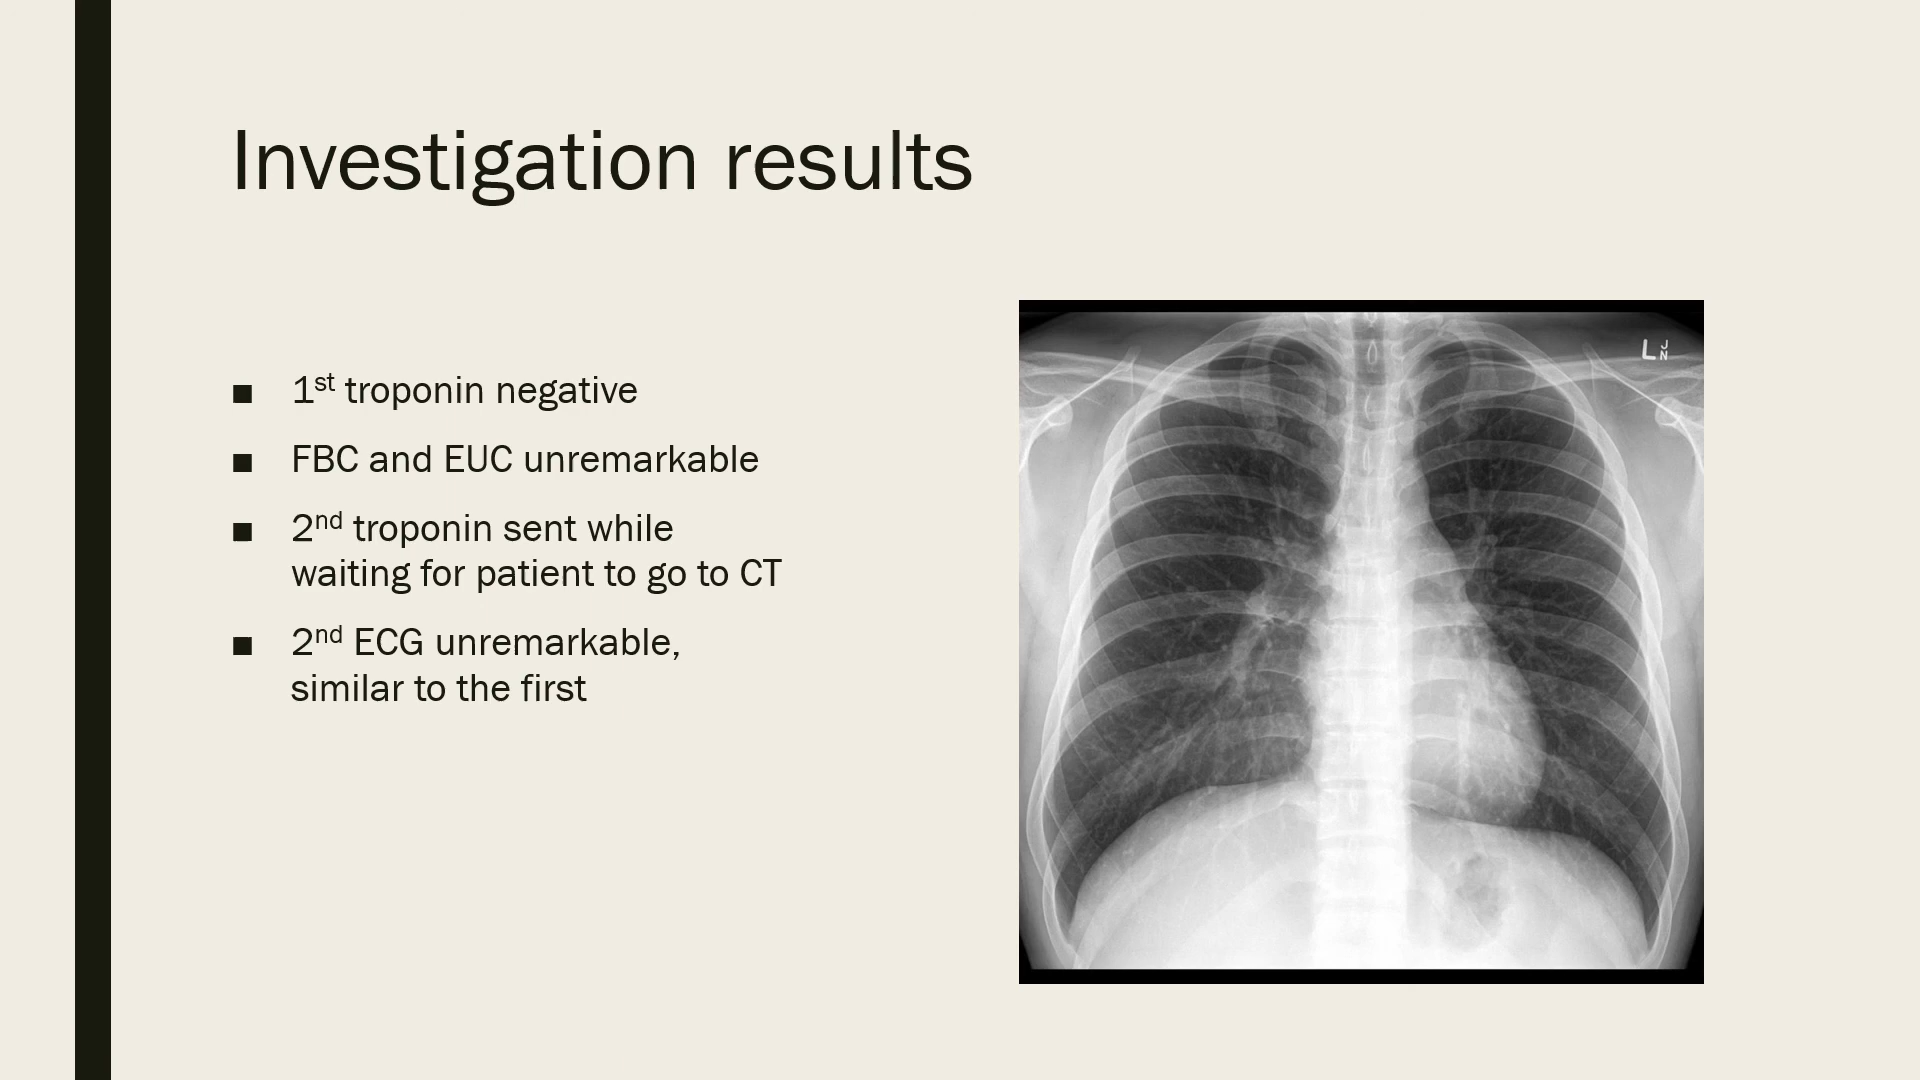 Investigation results
■ 1st troponin negative
■ FBC and EUC unremarkable
■ 2nd troponin sent while
waiting for patient to go to CT
■ 2nd ECG unremarkable,
similar to the first
L J
N